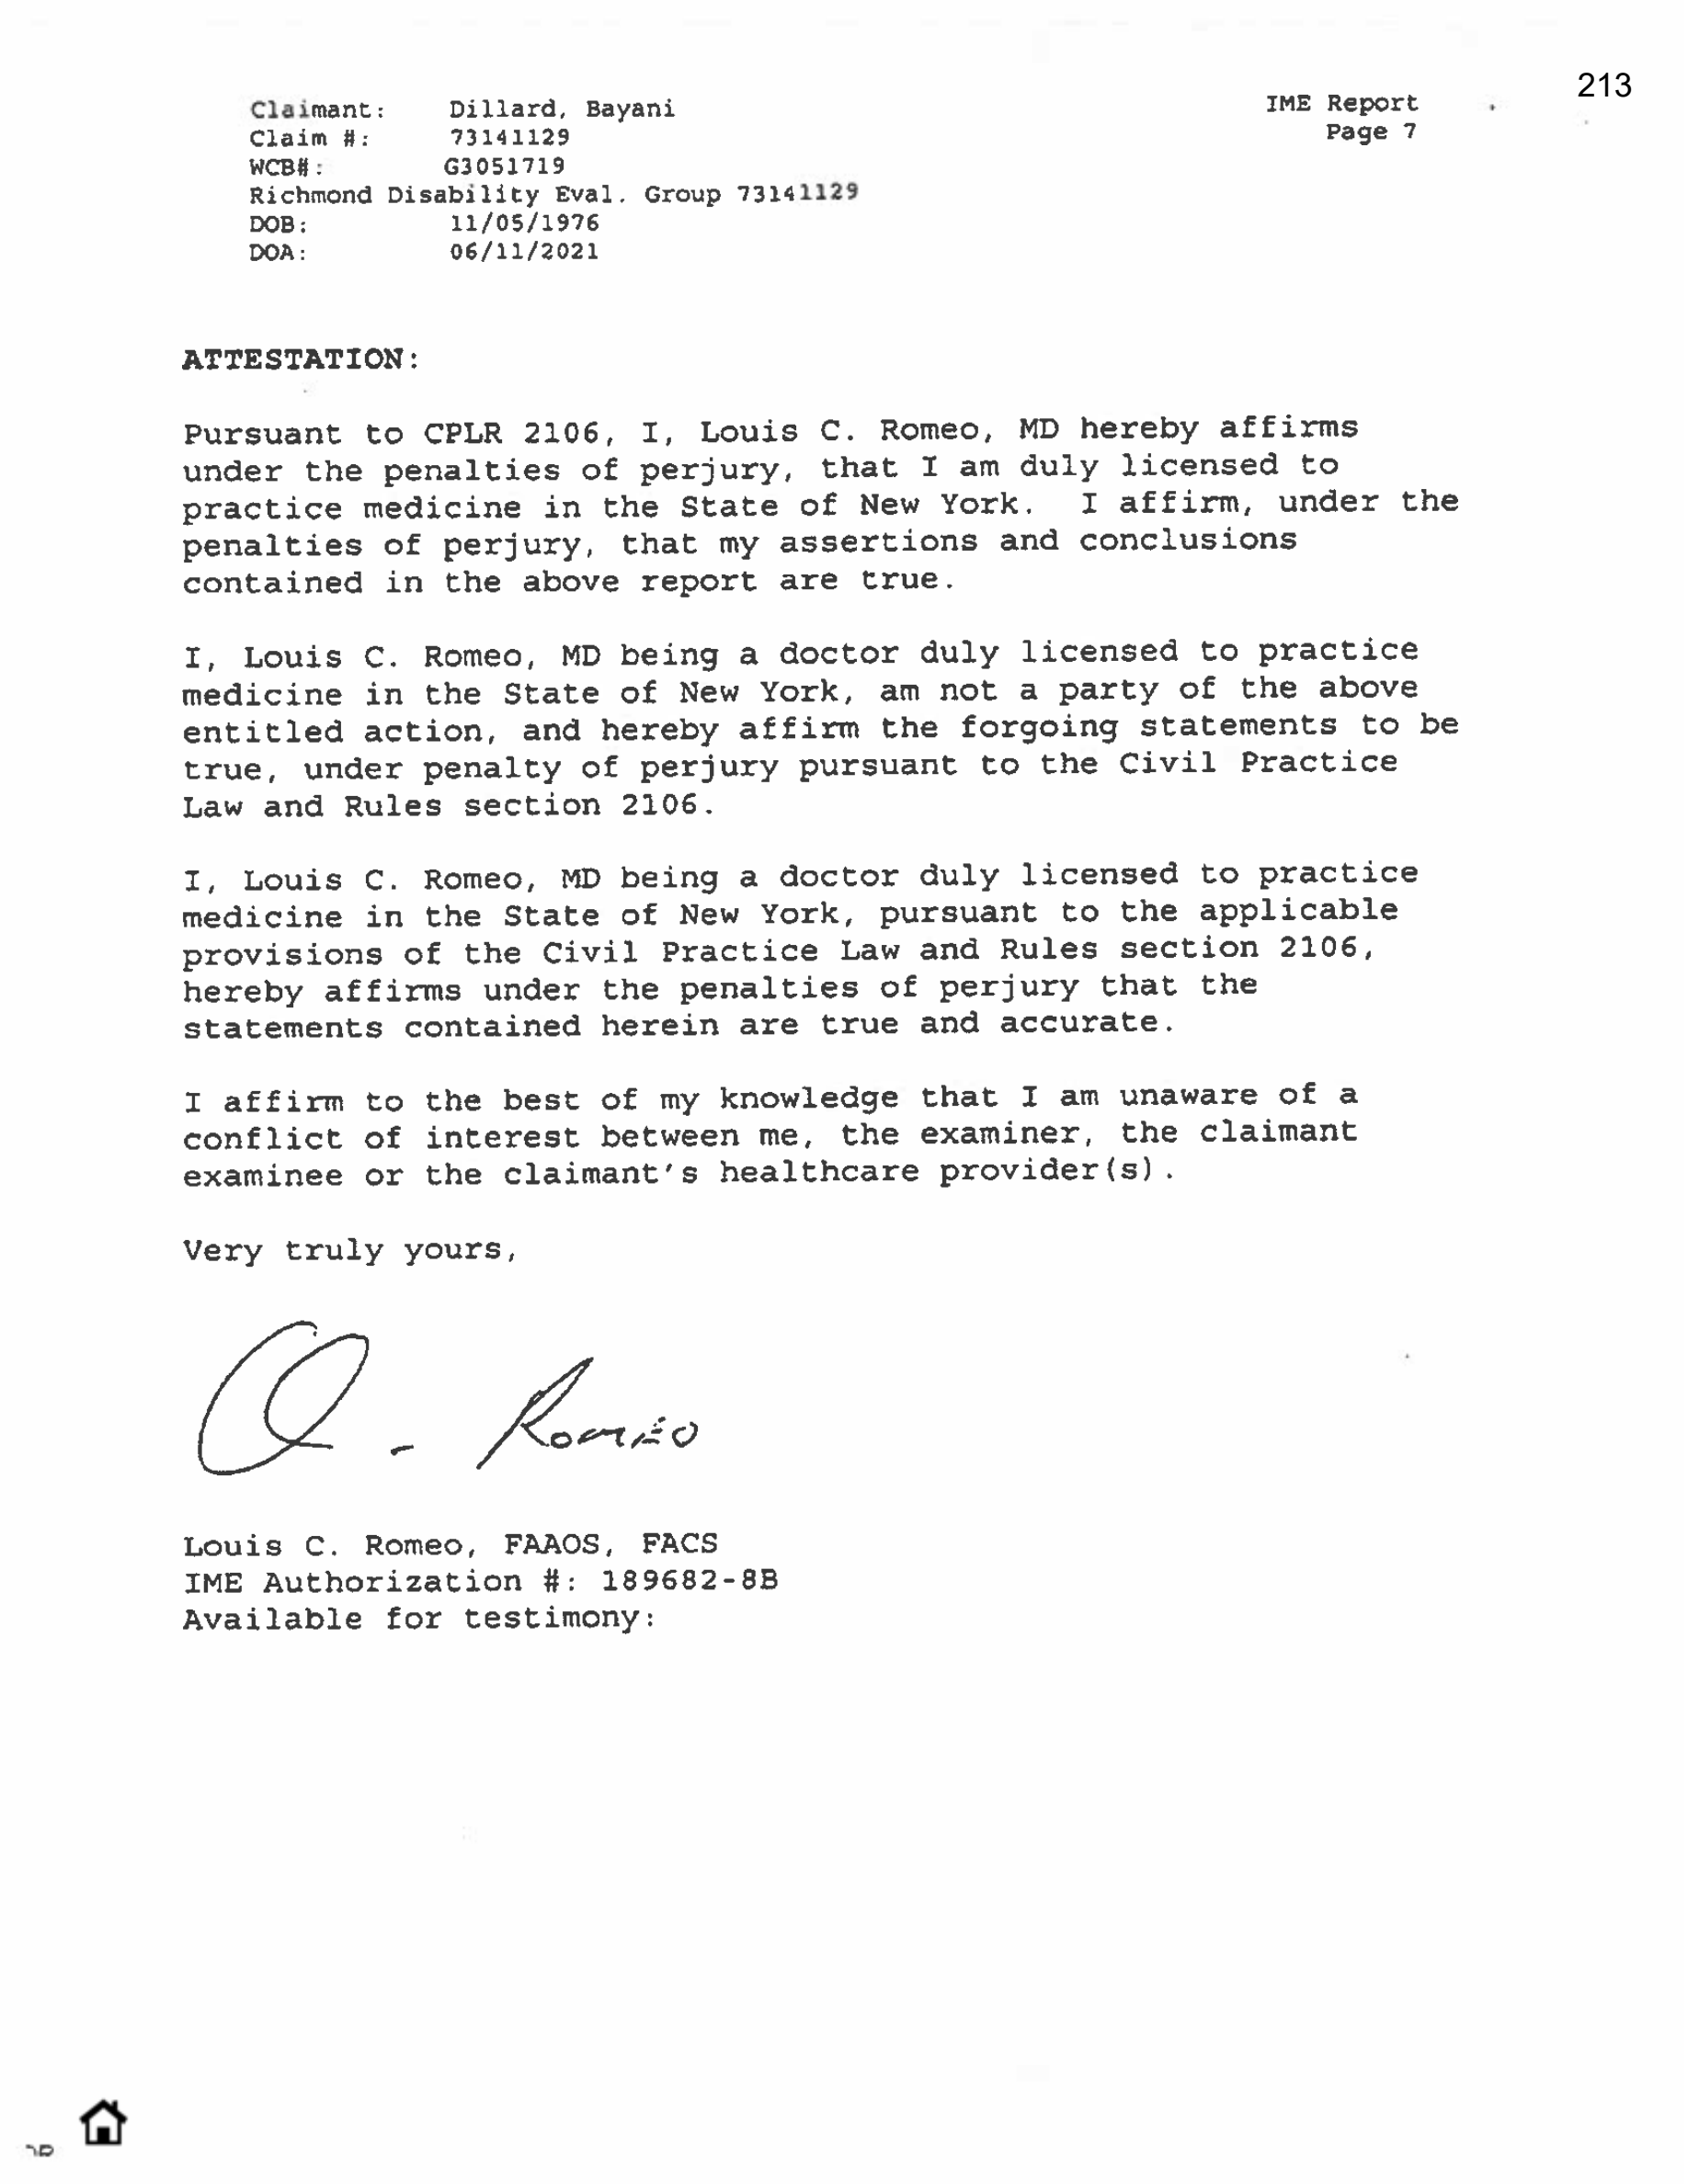 213
Claimant: Dillard, Bayani
IME Report
Claim #: 73141129
Page 7
WCB#: G3051719
Richmond Disability Eval. Group 73141129
DOB: 11/05/1976
DOA: 06/11/2021
ATTESTATION:
Pursuant to CPLR 2106, I, Louis C. Romeo, MD hereby affirms
under the penalties of perjury, that I am duly licensed to
practice medicine in the State of New York. I affirm, under the
penalties of perjury, that my assertions and conclusions
contained in the above report are true.
I, Louis C. Romeo, MD being a doctor duly licensed to practice
medicine in the State of New York, am not a party of the above
entitled action, and hereby affirm the forgoing statements to be
true, under penalty of perjury pursuant to the Civil Practice
Law and Rules section 2106.
I, Louis C. Romeo, MD being a doctor duly licensed to practice
medicine in the State of New York, pursuant to the applicable
provisions of the Civil Practice Law and Rules section 2106,
hereby affirms under the penalties of perjury that the
statements contained herein are true and accurate.
I affirm to the best of my knowledge that I am unaware of a
conflict of interest between me, the examiner, the claimant
examinee or the claimant's healthcare provider(s).
Very truly yours,
Romeo
Louis C. Romeo, FAAOS, FACS
IME Authorization #: 189682-8B
Available for testimony: